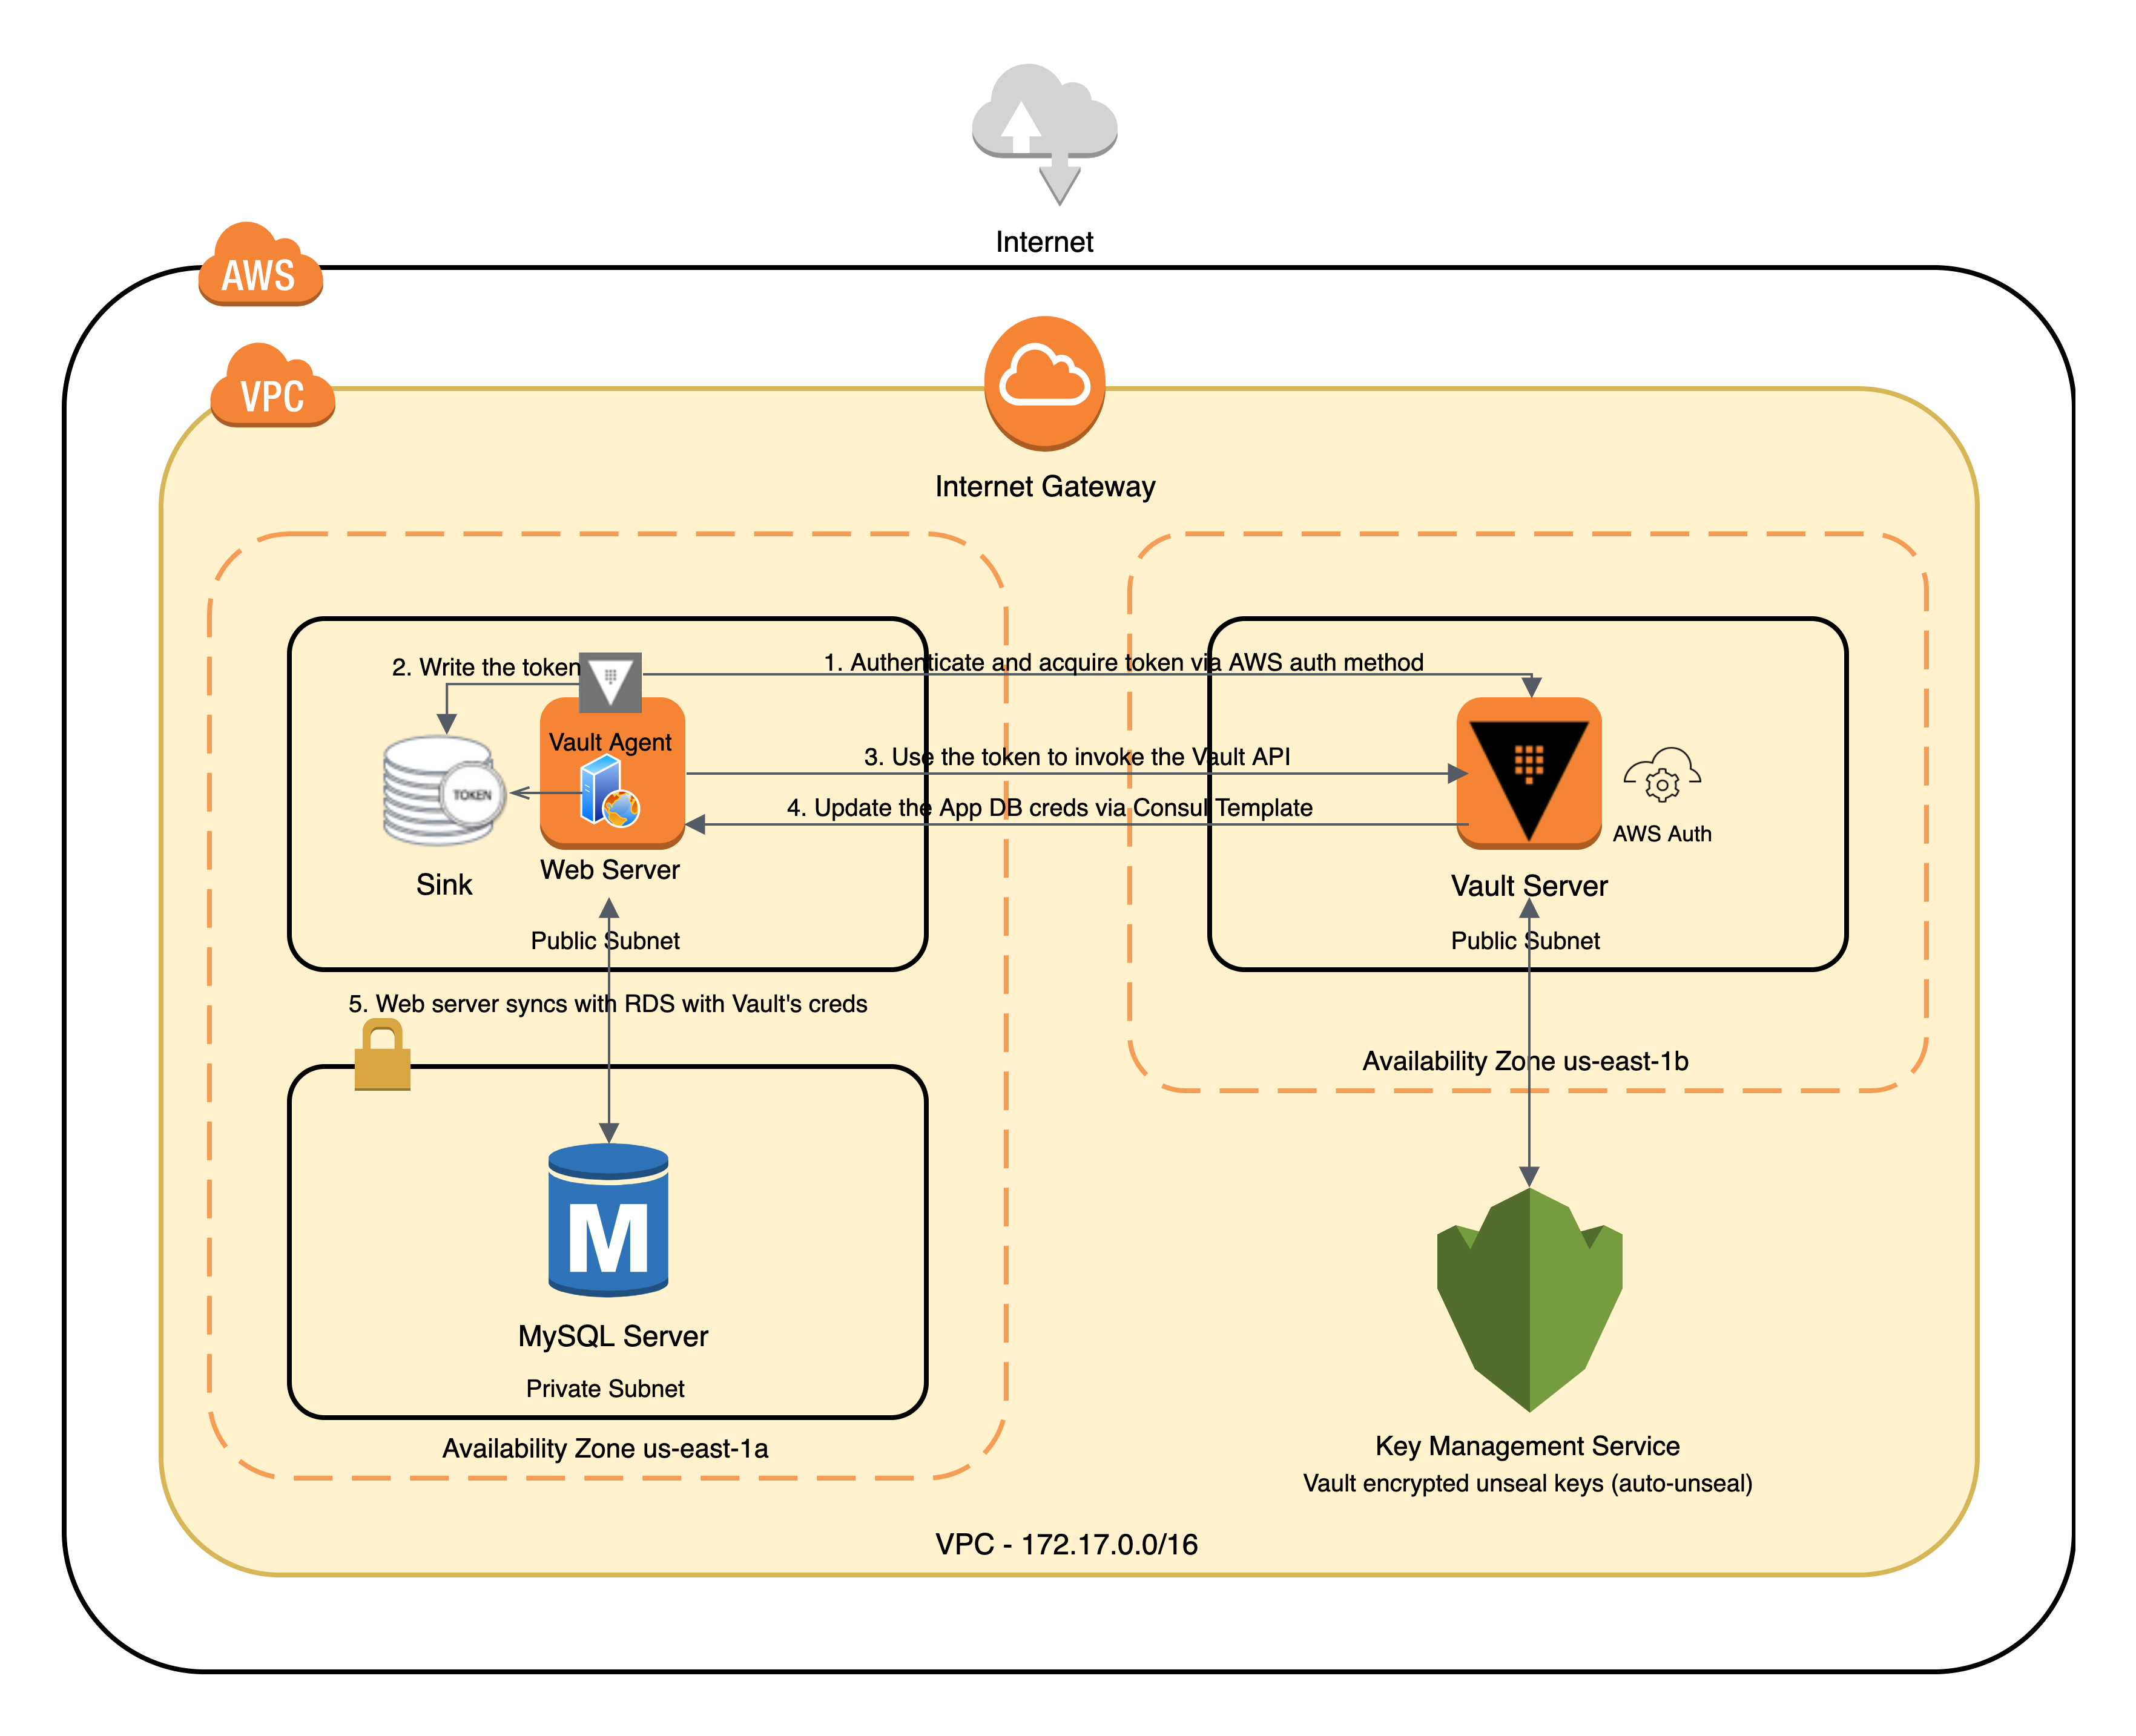 Internet
AWS
VPC
Internet Gateway
2. Write the token
1. Authenticate and acquire token via AWS auth method
Vault Agent
3. Use the token to invoke the Vault API
TOKEN
4. Update the App DB creds via Consul Template
AWS Auth
Web Server
Sink
Vault Server
Public Subnet
Public Subnet
5. Web server syncs with RDS with Vault's creds
Availability Zone us-east-1b
M
MySQL Server
Private Subnet
Availability Zone us-east-1a
Key Management Service
Vault encrypted unseal keys (auto-unseal)
VPC - 172.17.0.0/16